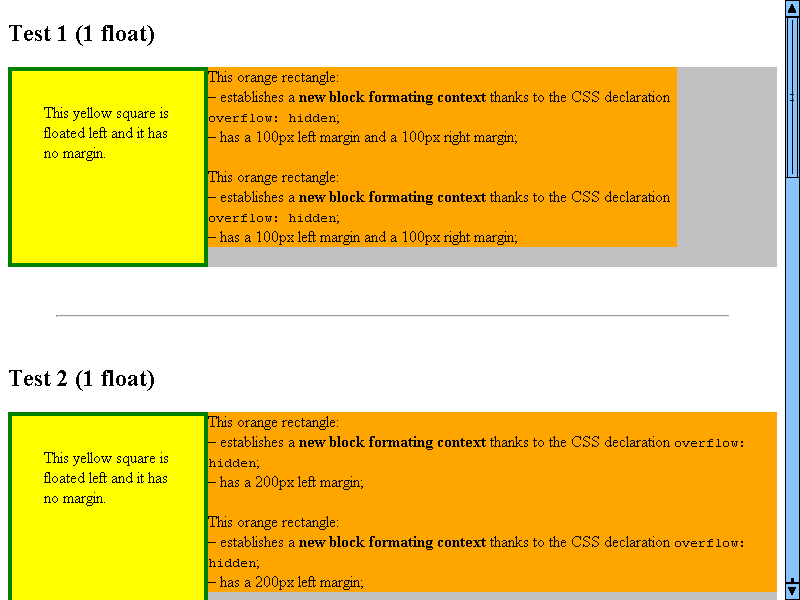 Test 1 (1 float)
This yellow square is
floated left and it has
no margin.
This orange rectangle:
– establishes a new block formating context thanks to the CSS declaration
overflow: hidden;
– has a 100px left margin and a 100px right margin;
This orange rectangle:
– establishes a new block formating context thanks to the CSS declaration
overflow: hidden;
– has a 100px left margin and a 100px right margin;
Test 2 (1 float)
This yellow square is
floated left and it has
no margin.
This orange rectangle:
– establishes a new block formating context thanks to the CSS declaration overflow:
hidden;
– has a 200px left margin;
This orange rectangle:
– establishes a new block formating context thanks to the CSS declaration overflow:
hidden;
– has a 200px left margin;